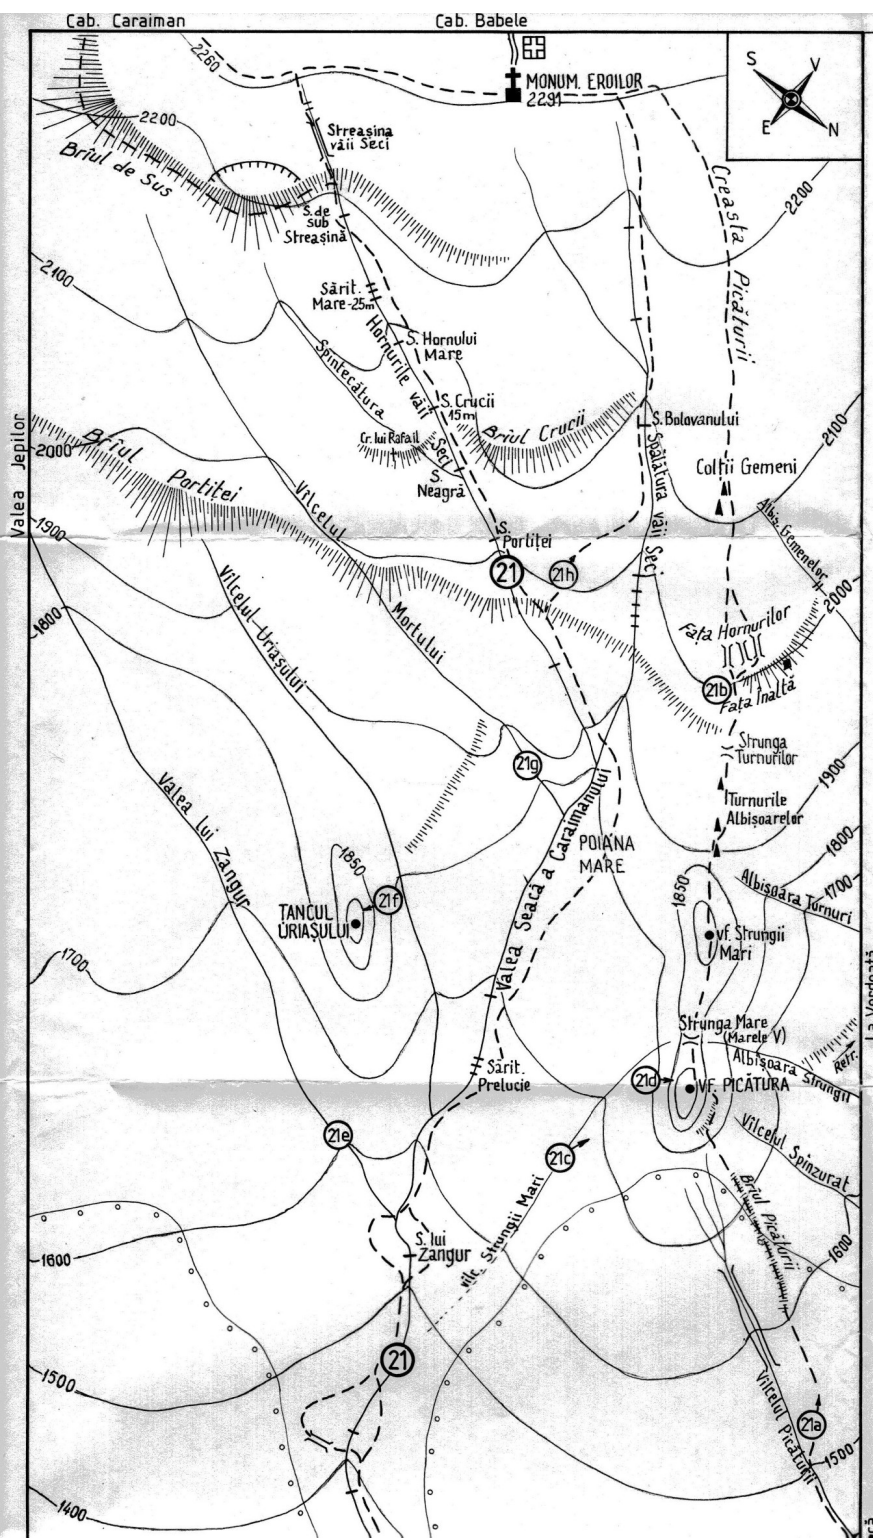 Cab. Caraiman
Cab. Babele
2260
MONUM. EROILOR
2291
S
V
E
N
2200
Streașina
văii Seci
Brîul de Sus
S. de
sub
Streașină
Creasta Picăturii
2200
2100
Sărit.
Mare-25m
Hornurile văii Seci
S. Hornului
Mare
Spintecătura
S. Crucii
15m
Brîul Crucii
S. Bolovanului
2100
Cr. lui Rafail
S.
Neagră
Spălătura văii Seci
Colții Gemeni
Valea Jepilor
2000
Brîul Portiței
Vîlcelul Mortului
S.
Portiței
Albiș. Gemenelor
1900
21
21h
2000
1800
Vîlcelul Uriașului
Fața Hornurilor
21b
Fața Înaltă
Strunga
Turnurilor
21g
1900
Valea lui Zangur
Turnurile
Albișoarelor
1800
1850
POIANA
MARE
1850
Albișoara Turnuri
1700
21f
TANCUL
URIAȘULUI
Valea Seacă a Caraimanului
vf. Strungii
Mari
1700
La Verdoată
Strunga Mare
(Marele V)
Albișoara Strungii
Retr.
Sărit.
Prelucie
21d
VF. PICĂTURA
21e
21c
Vîlcelul Spînzurat
Brîul Picăturii
S. lui
Zangur
Vîlc. Strungii Mari
1600
1600
21
1500
Vîlcelul Picăturii
21a
1500
1400